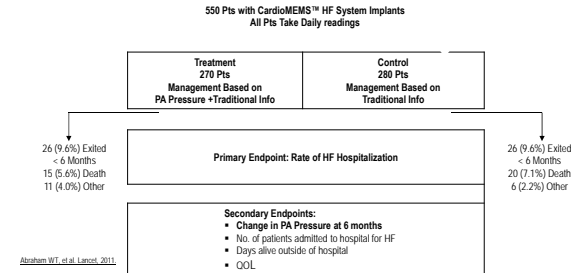 550 Pts with CardioMEMS™ HF System Implants
All Pts Take Daily readings
Treatment
270 Pts
Management Based on
PA Pressure +Traditional Info
Control
280 Pts
Management Based on
Traditional Info
26 (9.6%) Exited
< 6 Months
15 (5.6%) Death
11 (4.0%) Other
Primary Endpoint: Rate of HF Hospitalization
26 (9.6%) Exited
< 6 Months
20 (7.1%) Death
6 (2.2%) Other
Secondary Endpoints:
▪ Change in PA Pressure at 6 months
▪ No. of patients admitted to hospital for HF
▪ Days alive outside of hospital
▪ QOL
Abraham WT, et al. Lancet, 2011.